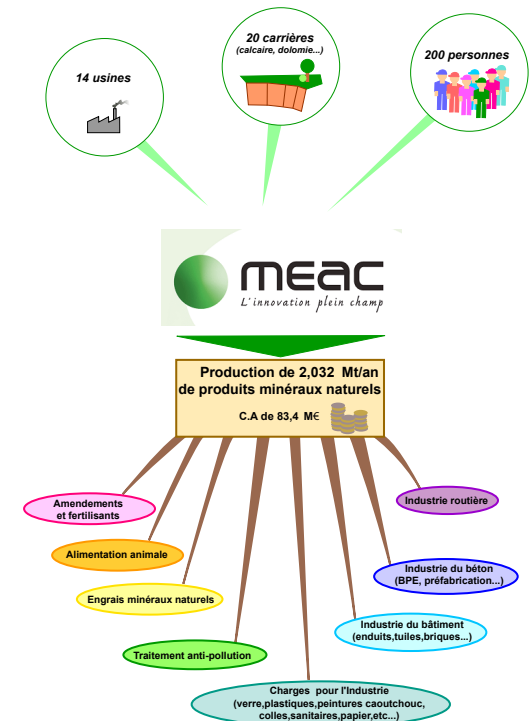 14 usines
20 carrières
(calcaire, dolomie...)
200 personnes
meac
L'innovation plein champ
Production de 2,032 Mt/an
de produits minéraux naturels
C.A de 83,4 M€
Amendements
et fertilisants
Industrie routière
Alimentation animale
Industrie du béton
(BPE, préfabrication...)
Engrais minéraux naturels
Industrie du bâtiment
(enduits,tuiles,briques...)
Traitement anti-pollution
Charges pour l'Industrie
(verre,plastiques,peintures caoutchouc,
colles,sanitaires,papier,etc...)